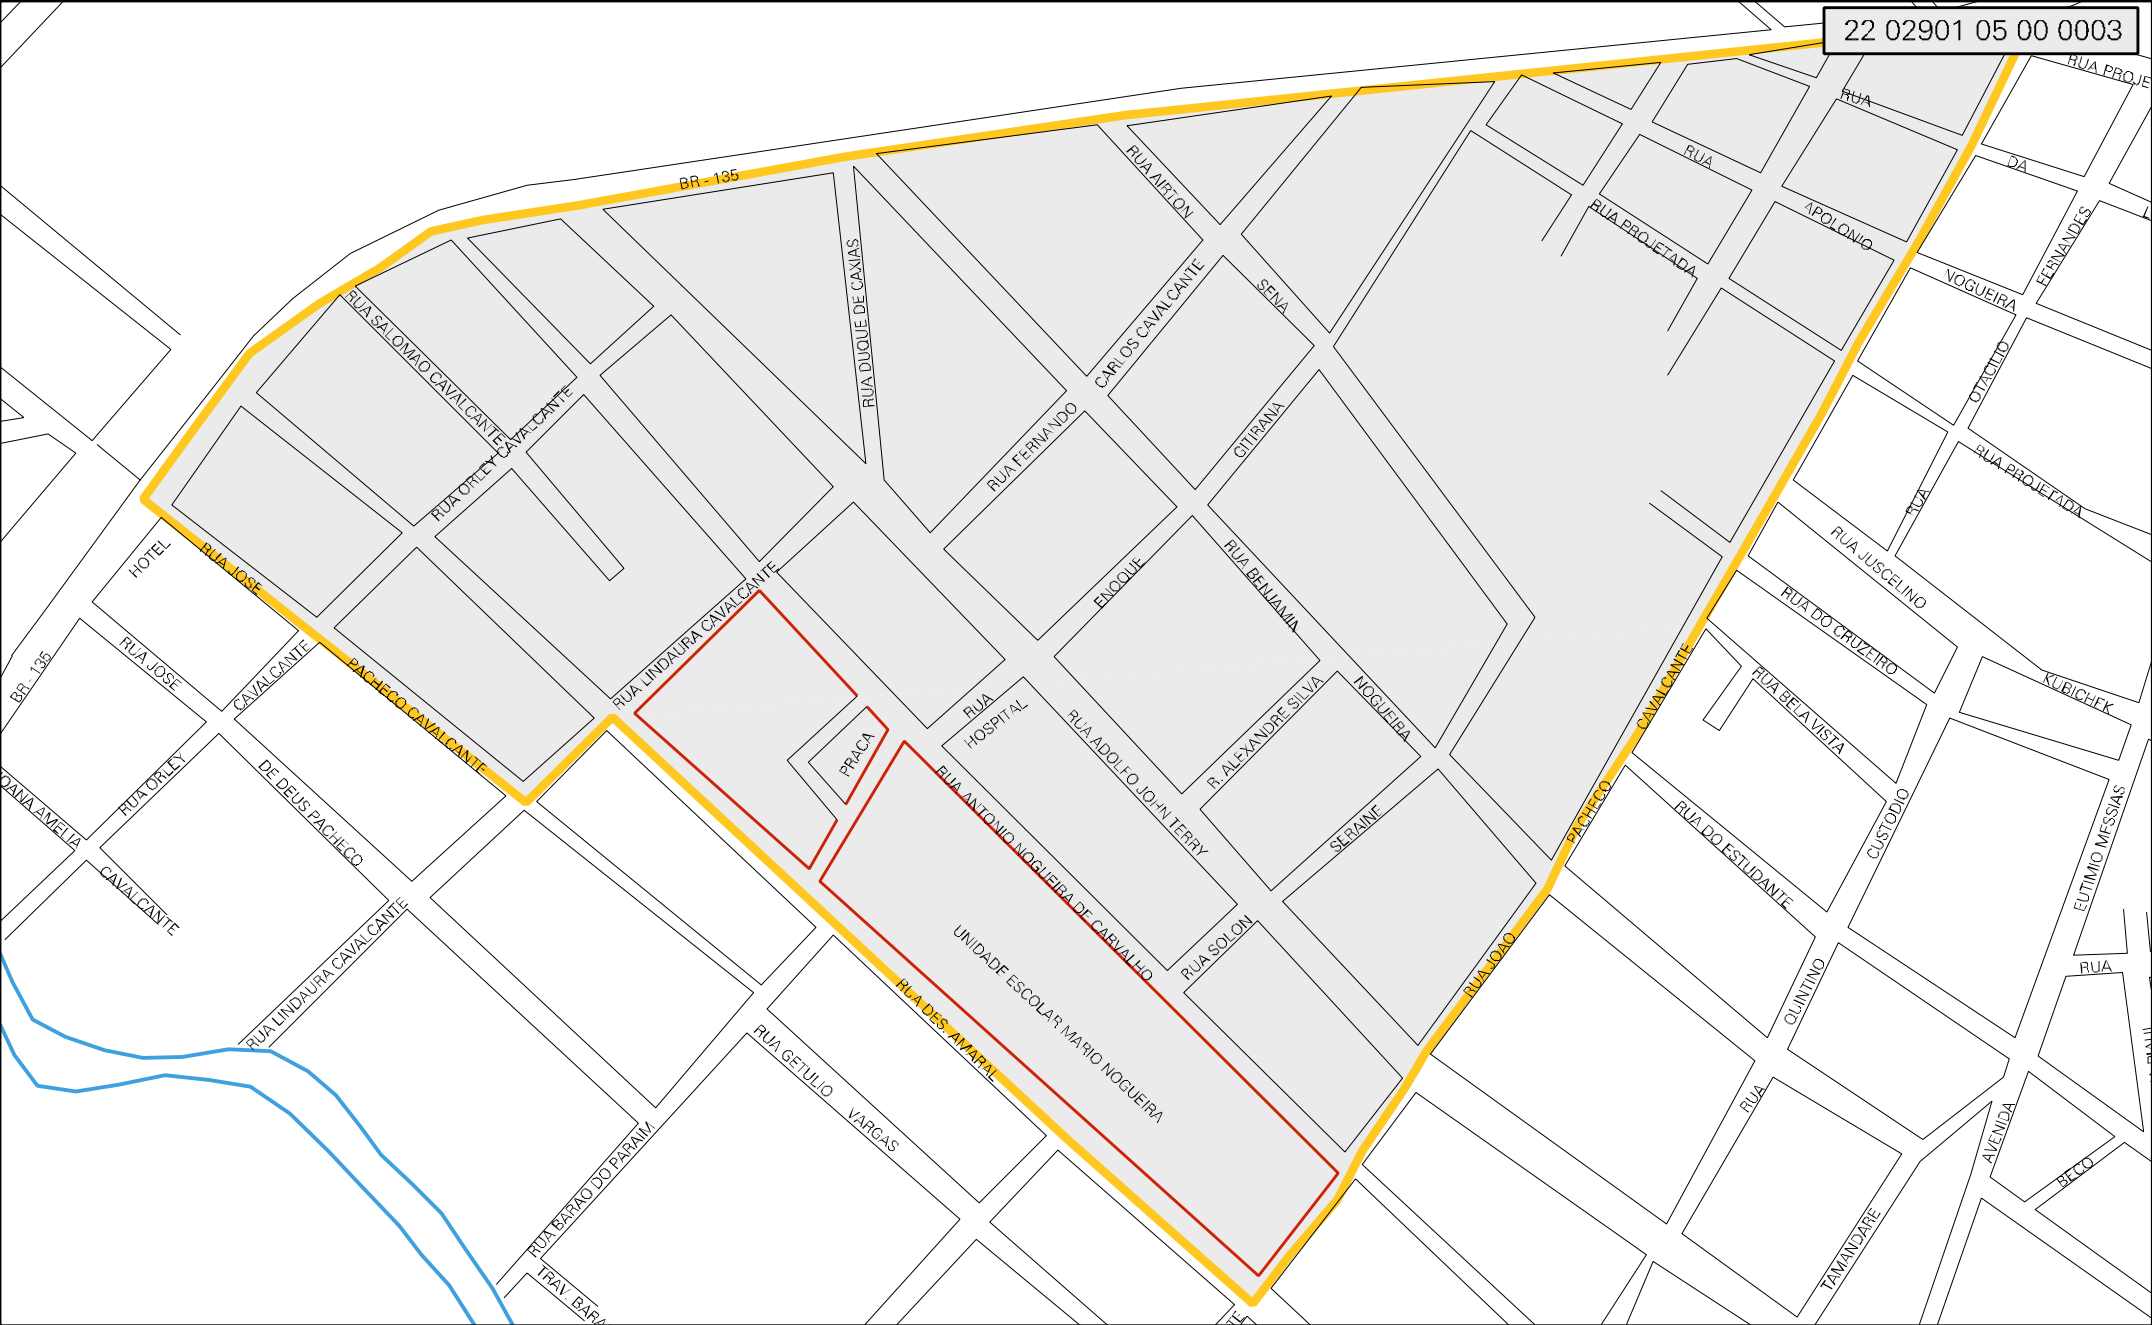 22 02901 05 00 0003
RUA PROJE
RUA
RUA
DA
BR - 135
RUA AIRTON
RUA PROJETADA
APOLONIO
FERNANDES
NOGUEIRA
RUA DUQUE DE CAXIAS
CARLOS CAVALCANTE
SENA
RUA SALOMAO CAVALCANTE
OTACILIO
RUA ORLEY CAVALCANTE
RUA FERNANDO
GITIRANA
RUA PROJETADA
RUA
HOTEL
RUA JOSE
ENOQUE
RUA BENJAMIA
RUA JUSCELINO
RUA DO CRUZEIRO
RUA LINDAURA CAVALCANTE
BR - 135
RUA JOSE
CAVALCANTE
PACHECO CAVALCANTE
RUA
HOSPITAL
NOGUEIRA
CAVALCANTE
RUA BELA VISTA
KUBICHEK
PRACA
RUA ADOLFO JOHN TERRY
R. ALEXANDRE SILVA
RUA ORLEY
DE DEUS PACHECO
OANA AMELIA
CAVALCANTE
RUA ANTONIO NOGUEIRA DE CARVALHO
SERAINE
PACHECO
RUA DO ESTUDANTE
CUSTODIO
EUTIMIO MESSIAS
RUA SOLON
RUA JOAO
RUA
RUA LINDAURA CAVALCANTE
UNIDADE ESCOLAR MARIO NOGUEIRA
RUA DES. AMARAL
QUINTINO
RUA GETULIO VARGAS
RUA
AVENIDA
BECO
RUA BARAO DO PARAIM
TRAV. BARA
TAMANDARE